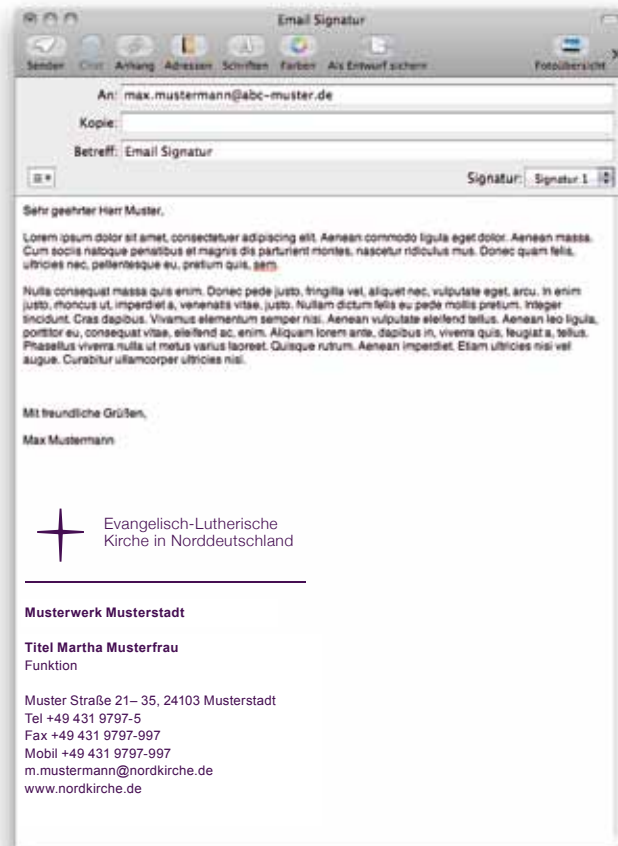 Email Signatur
Senden Chat Anhang Adressen Schriften Farben Als Entwurf sichern Fotoübersicht
An: max.mustermann@abc-muster.de
Kopie:
Betreff: Email Signatur
Signatur: Signatur 1
Sehr geehrter Herr Muster,
Lorem ipsum dolor sit amet, consectetuer adipiscing elit. Aenean commodo ligula eget dolor. Aenean massa.
Cum sociis natoque penatibus et magnis dis parturient montes, nascetur ridiculus mus. Donec quam felis,
ultricies nec, pellentesque eu, pretium quis, sem.
Nulla consequat massa quis enim. Donec pede justo, fringilla vel, aliquet nec, vulputate eget, arcu. In enim
justo, rhoncus ut, imperdiet a, venenatis vitae, justo. Nullam dictum felis eu pede mollis pretium. Integer
tincidunt. Cras dapibus. Vivamus elementum semper nisi. Aenean vulputate eleifend tellus. Aenean leo ligula,
porttitor eu, consequat vitae, eleifend ac, enim. Aliquam lorem ante, dapibus in, viverra quis, feugiat a, tellus.
Phasellus viverra nulla ut metus varius laoreet. Quisque rutrum. Aenean imperdiet. Etiam ultricies nisi vel
augue. Curabitur ullamcorper ultricies nisi.
Mit freundliche Grüßen,
Max Mustermann
Evangelisch-Lutherische
Kirche in Norddeutschland
Musterwerk Musterstadt
Titel Martha Musterfrau
Funktion
Muster Straße 21– 35, 24103 Musterstadt
Tel +49 431 9797-5
Fax +49 431 9797-997
Mobil +49 431 9797-997
m.mustermann@nordkirche.de
www.nordkirche.de